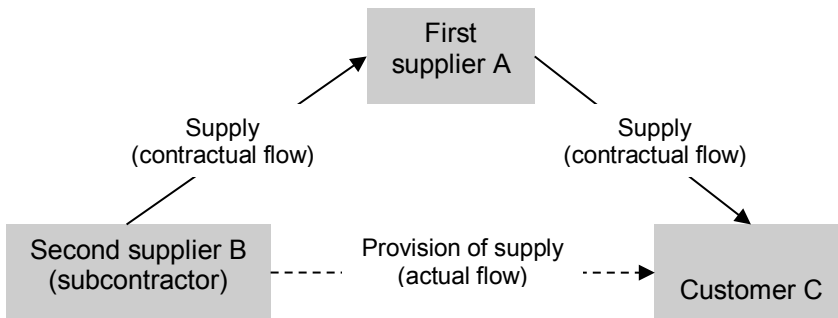 First
supplier A
Supply
(contractual flow)
Supply
(contractual flow)
Second supplier B
(subcontractor)
Provision of supply
(actual flow)
Customer C